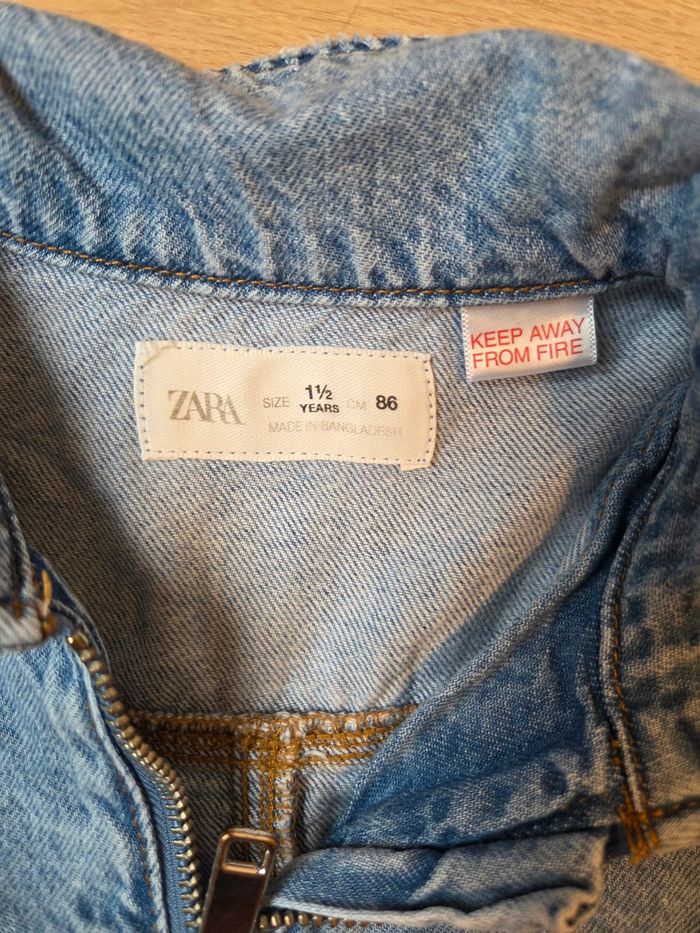 ZARA
SIZE 1½ YEARS CM 86
MADE IN BANGLADESH
KEEP AWAY
FROM FIRE